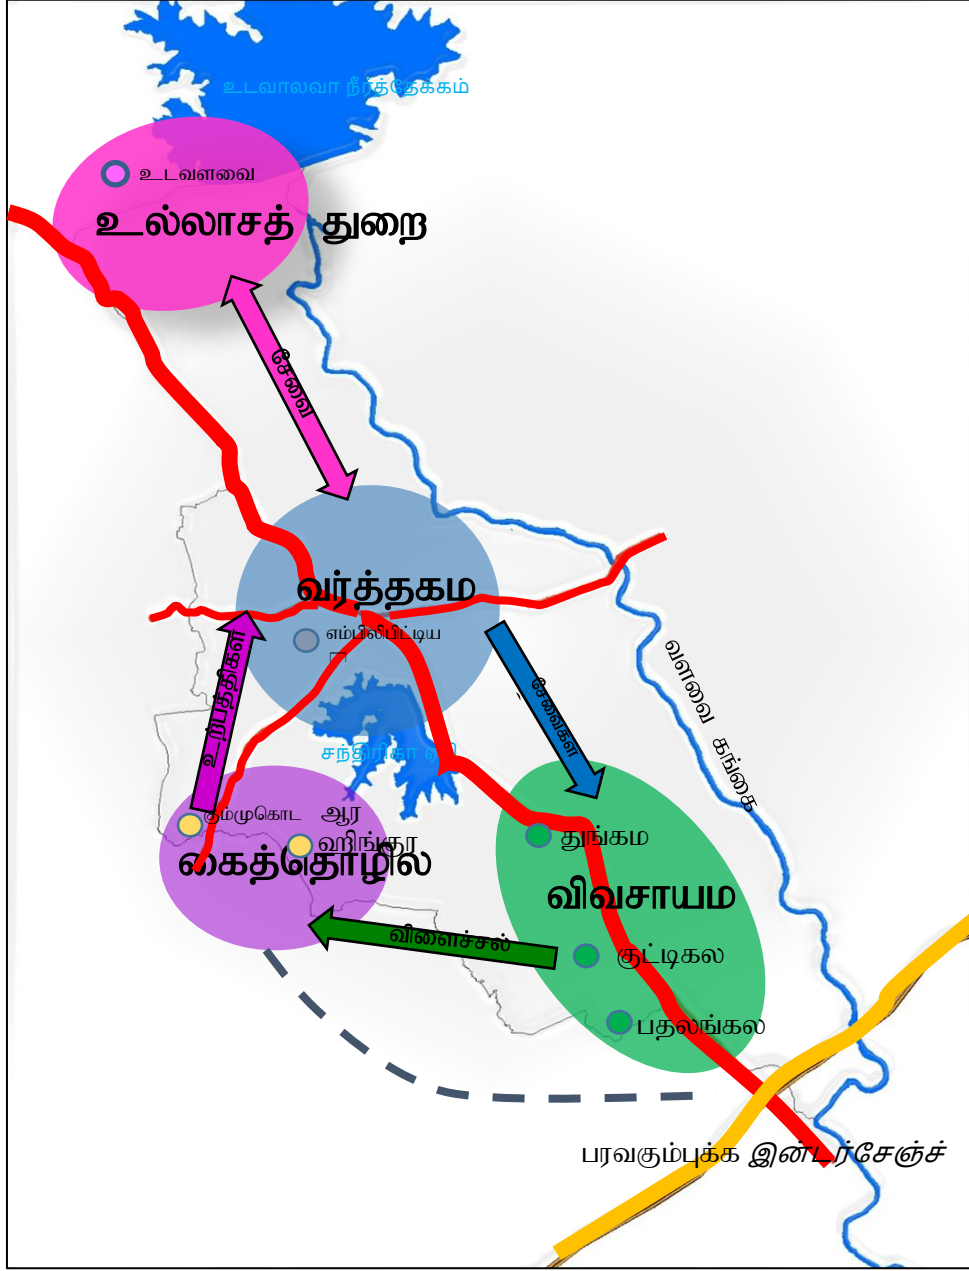 உடவாலவா நீர்த்தேக்கம்
உடவளவை
உல்லாசத் துறை
சேவை
வர்த்தகம
எம்பிலிபிட்டிய
உற்பத்திகள்
சேவைகள்
வளவை கங்கை
சந்திரிகா
கும்முகொட
ஆர
ஹிங்குர
கைத்தொழில
துங்கம
விவசாயம
விளைச்சல்
குட்டிகல
பதலங்கல
பரவகும்புக்க இன்டர்சேஞ்ச்